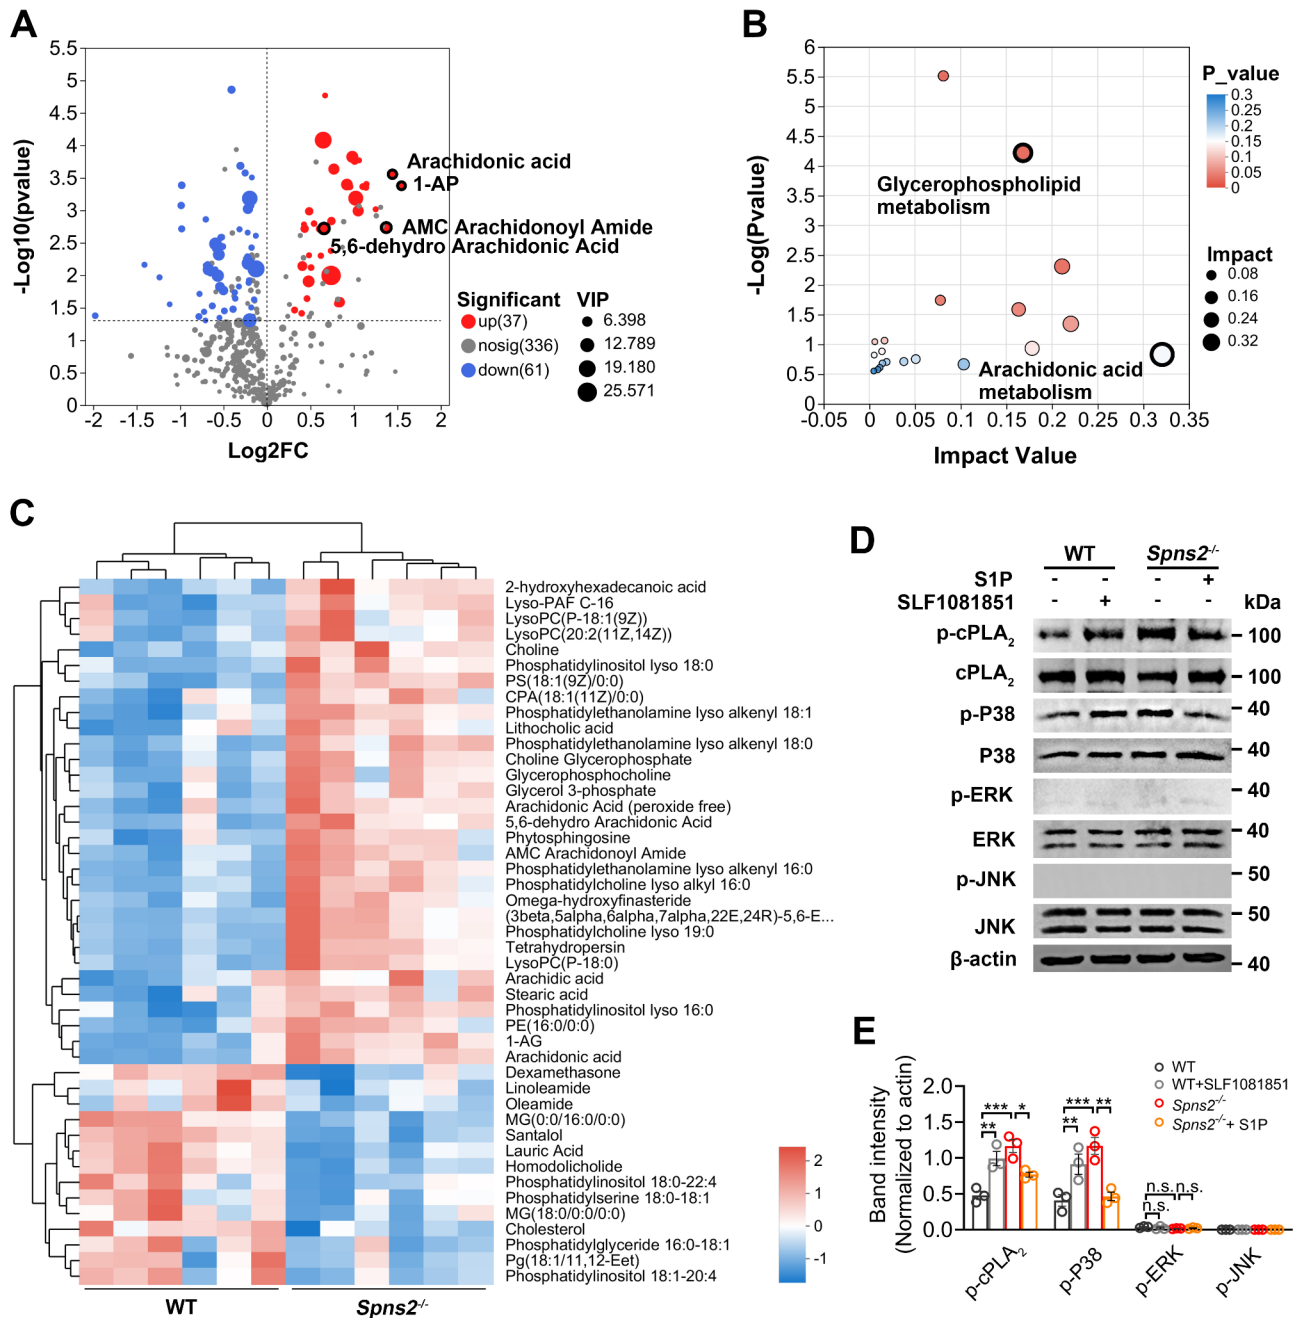 A
5.5
5
4.5
4
3.5
3
2.5
2
1.5
1
0.5
0
-Log10(pvalue)
-2
-1.5
-1
-0.5
0
0.5
1
1.5
2
Log2FC
Arachidonic acid
1-AP
AMC Arachidonoyl Amide
5,6-dehydro Arachidonic Acid
Significant
up(37)
nosig(336)
down(61)
VIP
6.398
12.789
19.180
25.571
B
6
5.5
5
4.5
4
3.5
3
2.5
2
1.5
1
0.5
0
-Log(Pvalue)
-0.05
0
0.05
0.1
0.15
0.2
0.25
0.3
0.35
Impact Value
Glycerophospholipid
metabolism
Arachidonic acid
metabolism
P_value
0.3
0.25
0.2
0.15
0.1
0.05
0
Impact
0.08
0.16
0.24
0.32
C
2-hydroxyhexadecanoic acid
Lyso-PAF C-16
LysoPC(P-18:1(9Z))
LysoPC(20:2(11Z,14Z))
Choline
Phosphatidylinositol lyso 18:0
PS(18:1(9Z)/0:0)
CPA(18:1(11Z)/0:0)
Phosphatidylethanolamine lyso alkenyl 18:1
Lithocholic acid
Phosphatidylethanolamine lyso alkenyl 18:0
Choline Glycerophosphate
Glycerophosphocholine
Glycerol 3-phosphate
Arachidonic Acid (peroxide free)
5,6-dehydro Arachidonic Acid
Phytosphingosine
AMC Arachidonoyl Amide
Phosphatidylethanolamine lyso alkenyl 16:0
Phosphatidylcholine lyso alkyl 16:0
Omega-hydroxyfinasteride
(3beta,5alpha,6alpha,7alpha,22E,24R)-5,6-E...
Phosphatidylcholine lyso 19:0
Tetrahydropersin
LysoPC(P-18:0)
Arachidic acid
Stearic acid
Phosphatidylinositol lyso 16:0
PE(16:0/0:0)
1-AG
Arachidonic acid
Dexamethasone
Linoleamide
Oleamide
MG(0:0/16:0/0:0)
Santalol
Lauric Acid
Homodolicholide
Phosphatidylinositol 18:0-22:4
Phosphatidylserine 18:0-18:1
MG(18:0/0:0/0:0)
Cholesterol
Phosphatidylglyceride 16:0-18:1
Pg(18:1/11,12-Eet)
Phosphatidylinositol 18:1-20:4
WT
Spns2-/-
2
1
0
-1
D
WT
Spns2-/-
S1P - - - +
SLF1081851 - + - - kDa
p-cPLA2 100
cPLA2 100
p-P38 40
P38 40
p-ERK 40
ERK 40
p-JNK 50
JNK 50
β-actin 40
E
Band intensity
(Normalized to actin)
2.0
1.5
1.0
0.5
0.0
*** *
**
*** **
**
n.s. n.s.
n.s.
WT
WT+SLF1081851
Spns2-/-
Spns2-/-+ S1P
p-cPLA2
p-P38
p-ERK
p-JNK